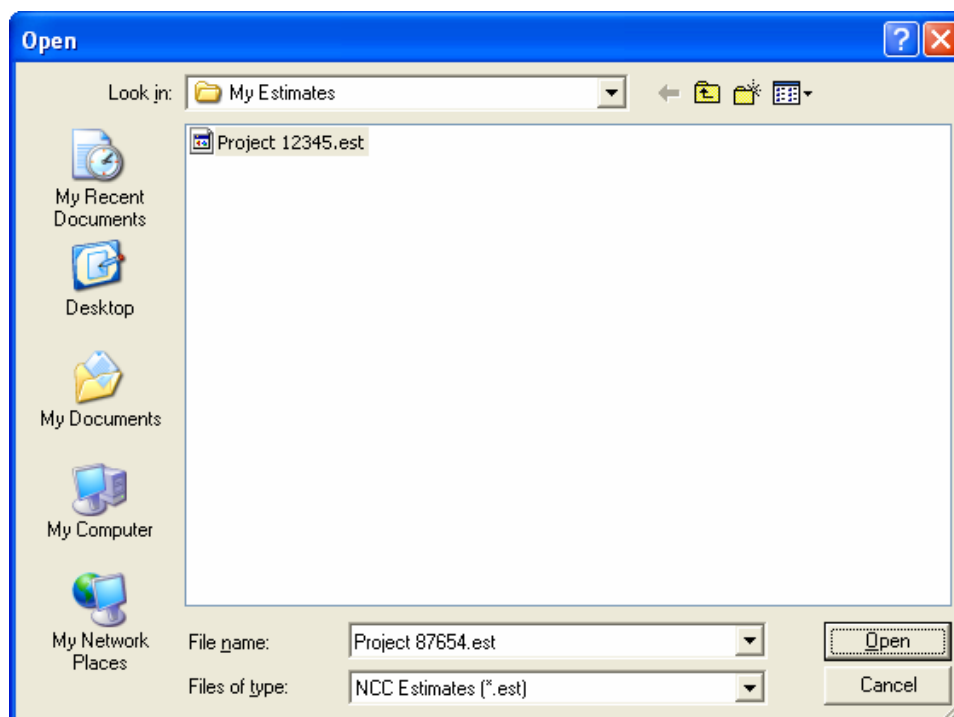 Open
Look in:
My Estimates
Project 12345.est
My Recent
Documents
Desktop
My Documents
My Computer
My Network
Places
File name:
Project 87654.est
Open
Files of type:
NCC Estimates (*.est)
Cancel